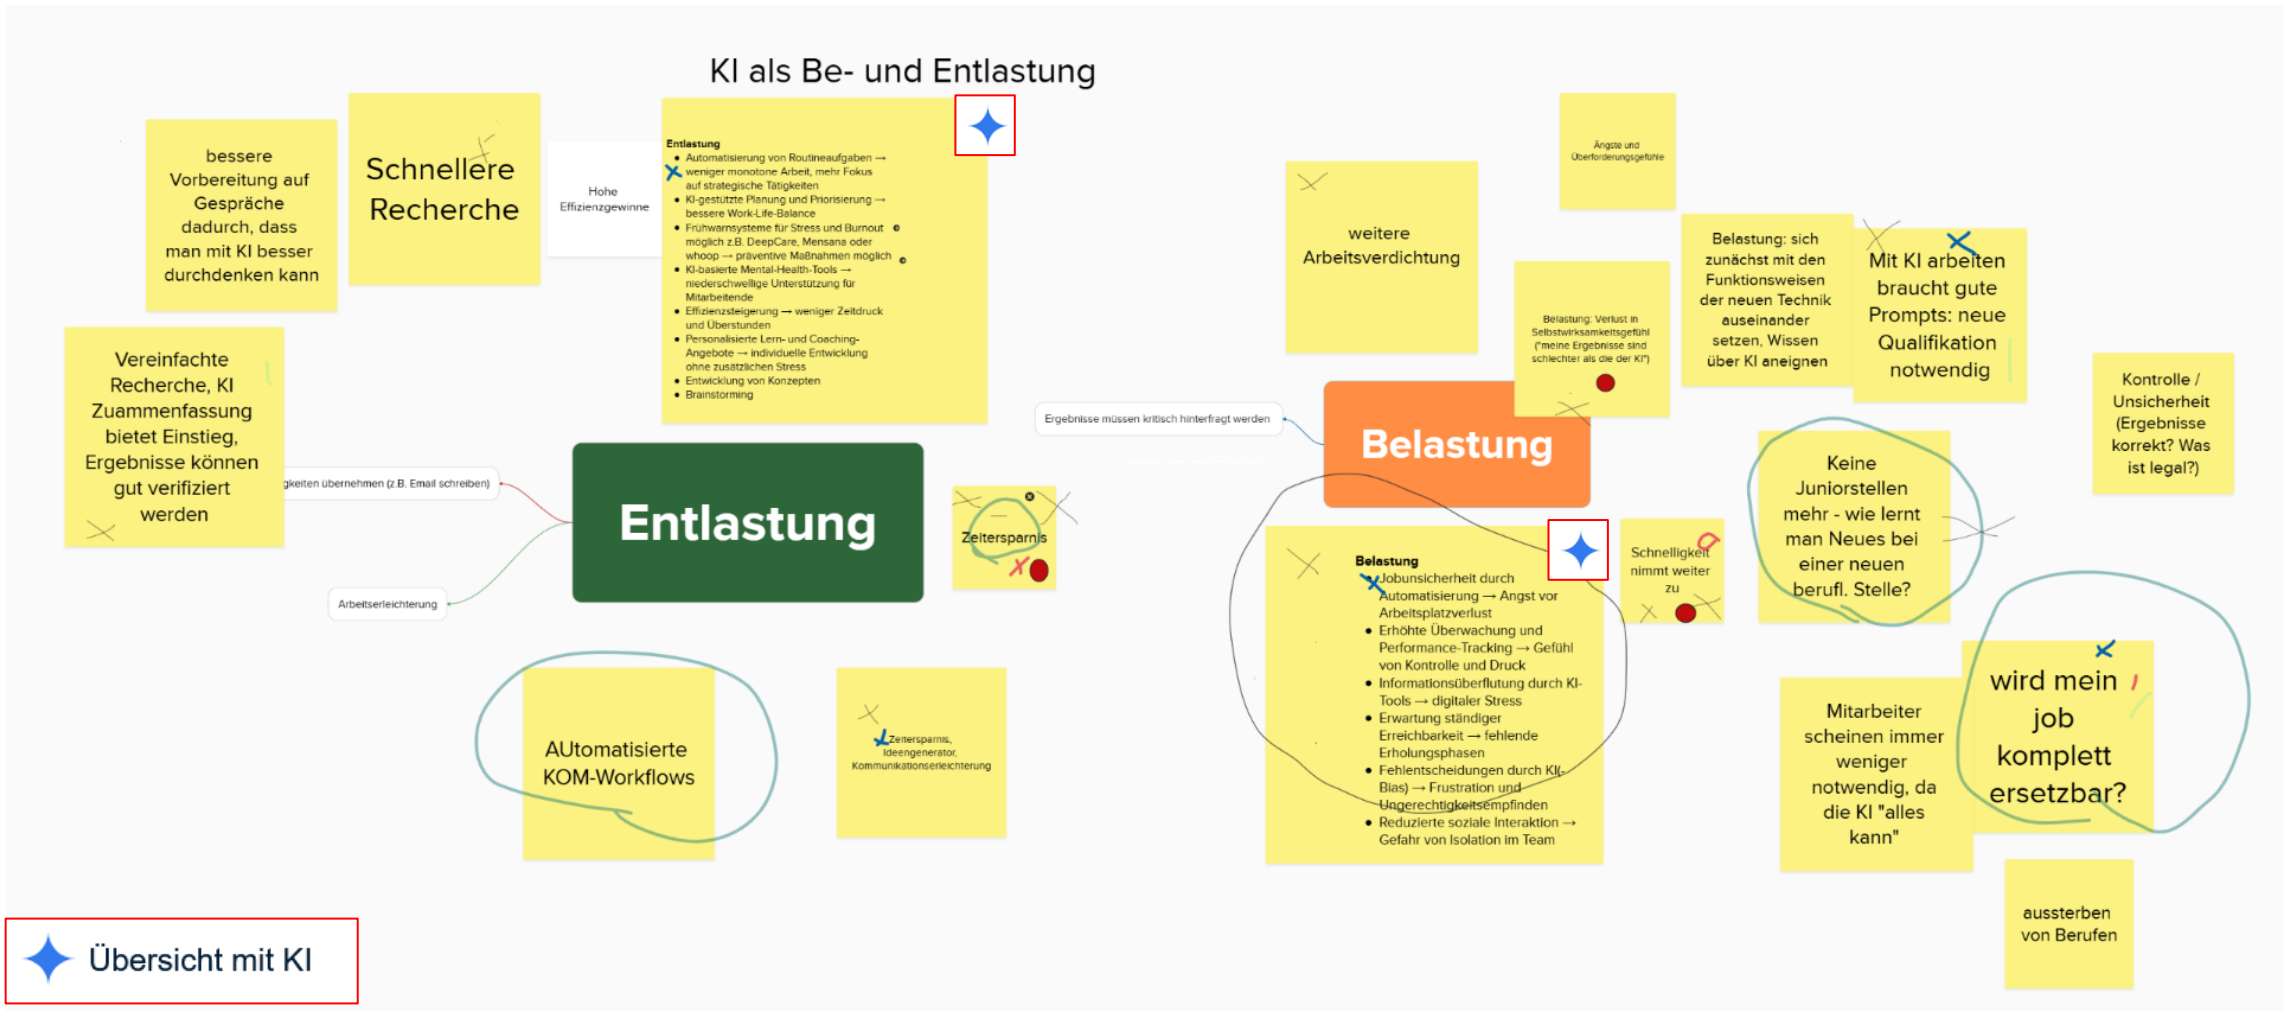 KI als Be- und Entlastung
bessere
Vorbereitung auf
Gespräche
dadurch, dass
man mit KI besser
durchdenken kann
Schnellere
Recherche
Hohe
Effizienzgewinne
Entlastung
Automatisierung von Routineaufgaben →
weniger monotone Arbeit, mehr Fokus
auf strategische Tätigkeiten
KI-gestützte Planung und Priorisierung →
bessere Work-Life-Balance
Frühwarnsysteme für Stress und Burnout
möglich z.B. DeepCare, Mensana oder
whoop → präventive Maßnahmen möglich
KI-basierte Mental-Health-Tools →
niederschwellige Unterstützung für
Mitarbeitende
Effizienzsteigerung → weniger Zeitdruck
und Überstunden
Personalisierte Lern- und Coaching-
Angebote → individuelle Entwicklung
ohne zusätzlichen Stress
Entwicklung von Konzepten
Brainstorming
Vereinfachte
Recherche, KI
Zuammenfassung
bietet Einstieg,
Ergebnisse können
gut verifiziert
werden
gkeiten übernehmen (z.B. Email schreiben)
Arbeitserleichterung
Entlastung
Zeitersparnis
AUtomatisierte
KOM-Workflows
Zeitersparnis,
Ideengenerator,
Kommunikationserleichterung
Ängste und
Überforderungsgefühle
weitere
Arbeitsverdichtung
Belastung: Verlust in
Selbstwirksamkeitsgefühl
("meine Ergebnisse sind
schlechter als die der KI")
Belastung: sich
zunächst mit den
Funktionsweisen
der neuen Technik
auseinander
setzen, Wissen
über KI aneignen
Mit KI arbeiten
braucht gute
Prompts: neue
Qualifikation
notwendig
Kontrolle /
Unsicherheit
(Ergebnisse
korrekt? Was
ist legal?)
Ergebnisse müssen kritisch hinterfragt werden
Belastung
Belastung
Jobunsicherheit durch
Automatisierung → Angst vor
Arbeitsplatzverlust
Erhöhte Überwachung und
Performance-Tracking → Gefühl
von Kontrolle und Druck
Informationsüberflutung durch KI-
Tools → digitaler Stress
Erwartung ständiger
Erreichbarkeit → fehlende
Erholungsphasen
Fehlentscheidungen durch KI(-
Bias) → Frustration und
Ungerechtigkeitsempfinden
Reduzierte soziale Interaktion →
Gefahr von Isolation im Team
Schnelligkeit
nimmt weiter
zu
Keine
Juniorstellen
mehr - wie lernt
man Neues bei
einer neuen
berufl. Stelle?
Mitarbeiter
scheinen immer
weniger
notwendig, da
die KI "alles
kann"
wird mein
job
komplett
ersetzbar?
aussterben
von Berufen
Übersicht mit KI